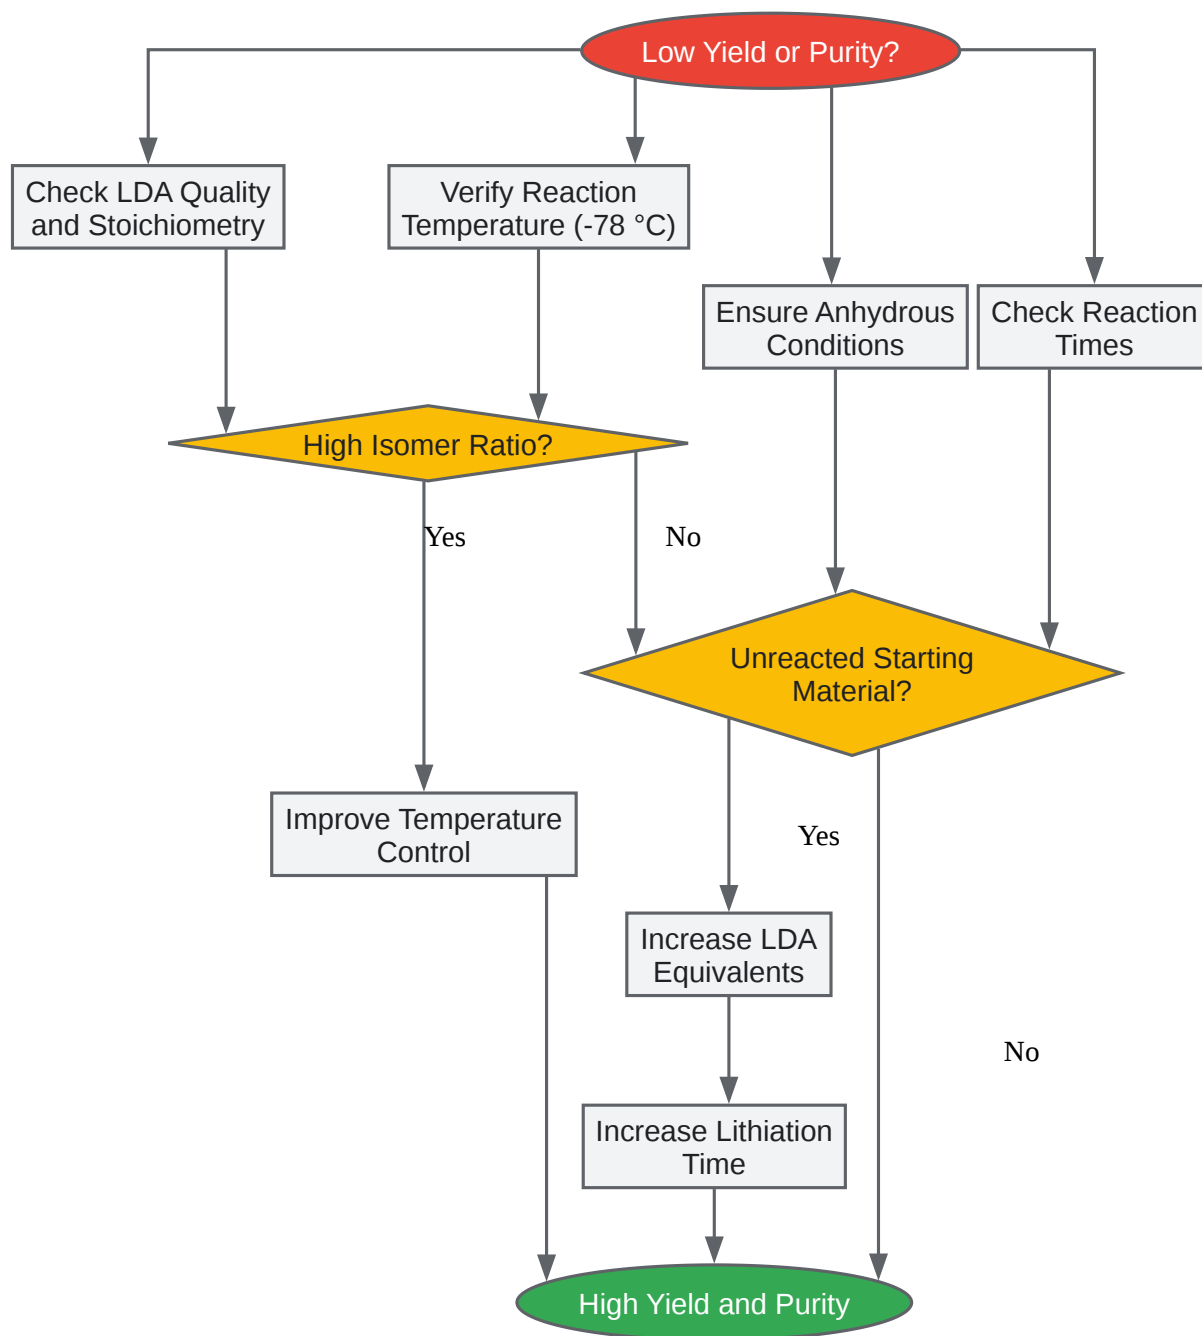 Low Yield or Purity?
Check LDA Quality
and Stoichiometry
Verify Reaction
Temperature (-78 °C)
Ensure Anhydrous
Conditions
Check Reaction
Times
High Isomer Ratio?
Yes
No
Unreacted Starting
Material?
Improve Temperature
Control
Yes
Increase LDA
Equivalents
No
Increase Lithiation
Time
High Yield and Purity